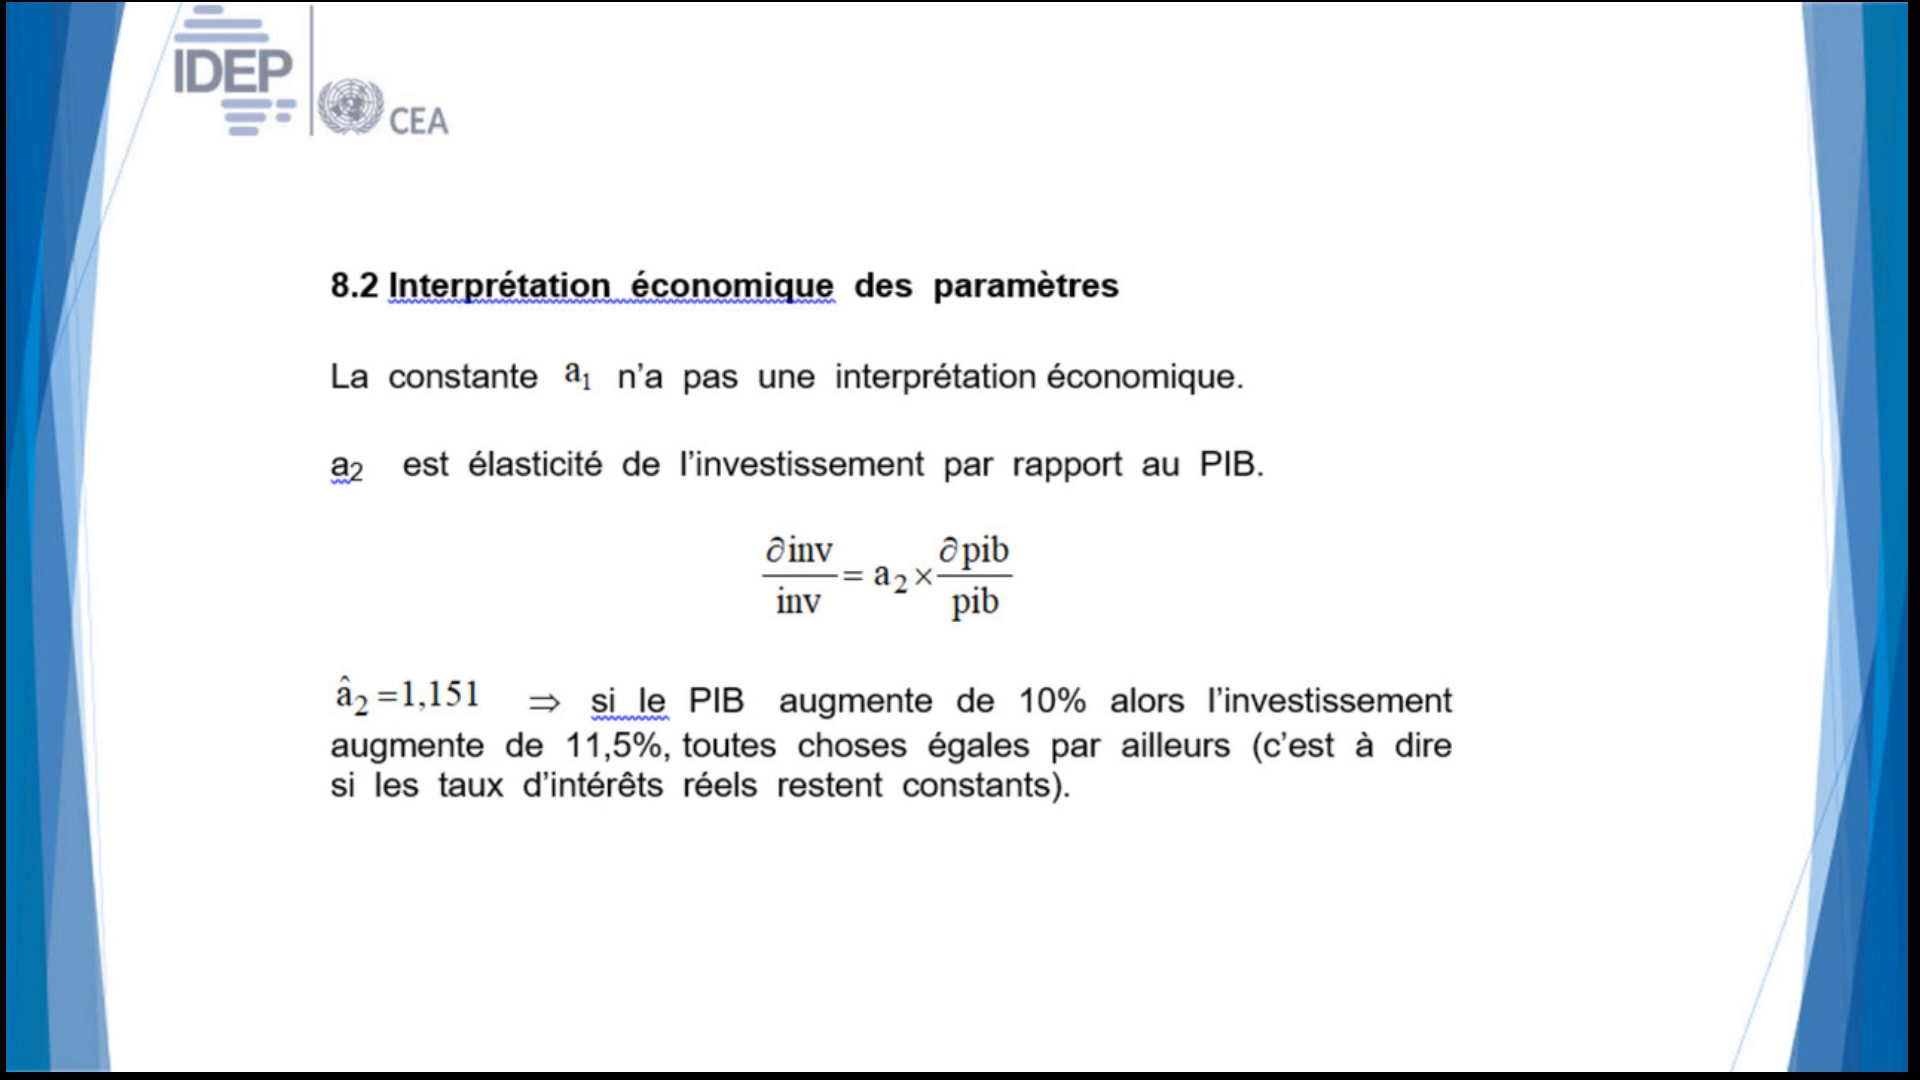 IDEP
CEA
8.2 Interprétation économique des paramètres
La constante a₁ n'a pas une interprétation économique.
a₂ est élasticité de l'investissement par rapport au PIB.
∂inv/inv = a₂ × ∂pib/pib
â₂ =1,151 ⇒ si le PIB augmente de 10% alors l'investissement
augmente de 11,5%, toutes choses égales par ailleurs (c'est à dire
si les taux d'intérêts réels restent constants).